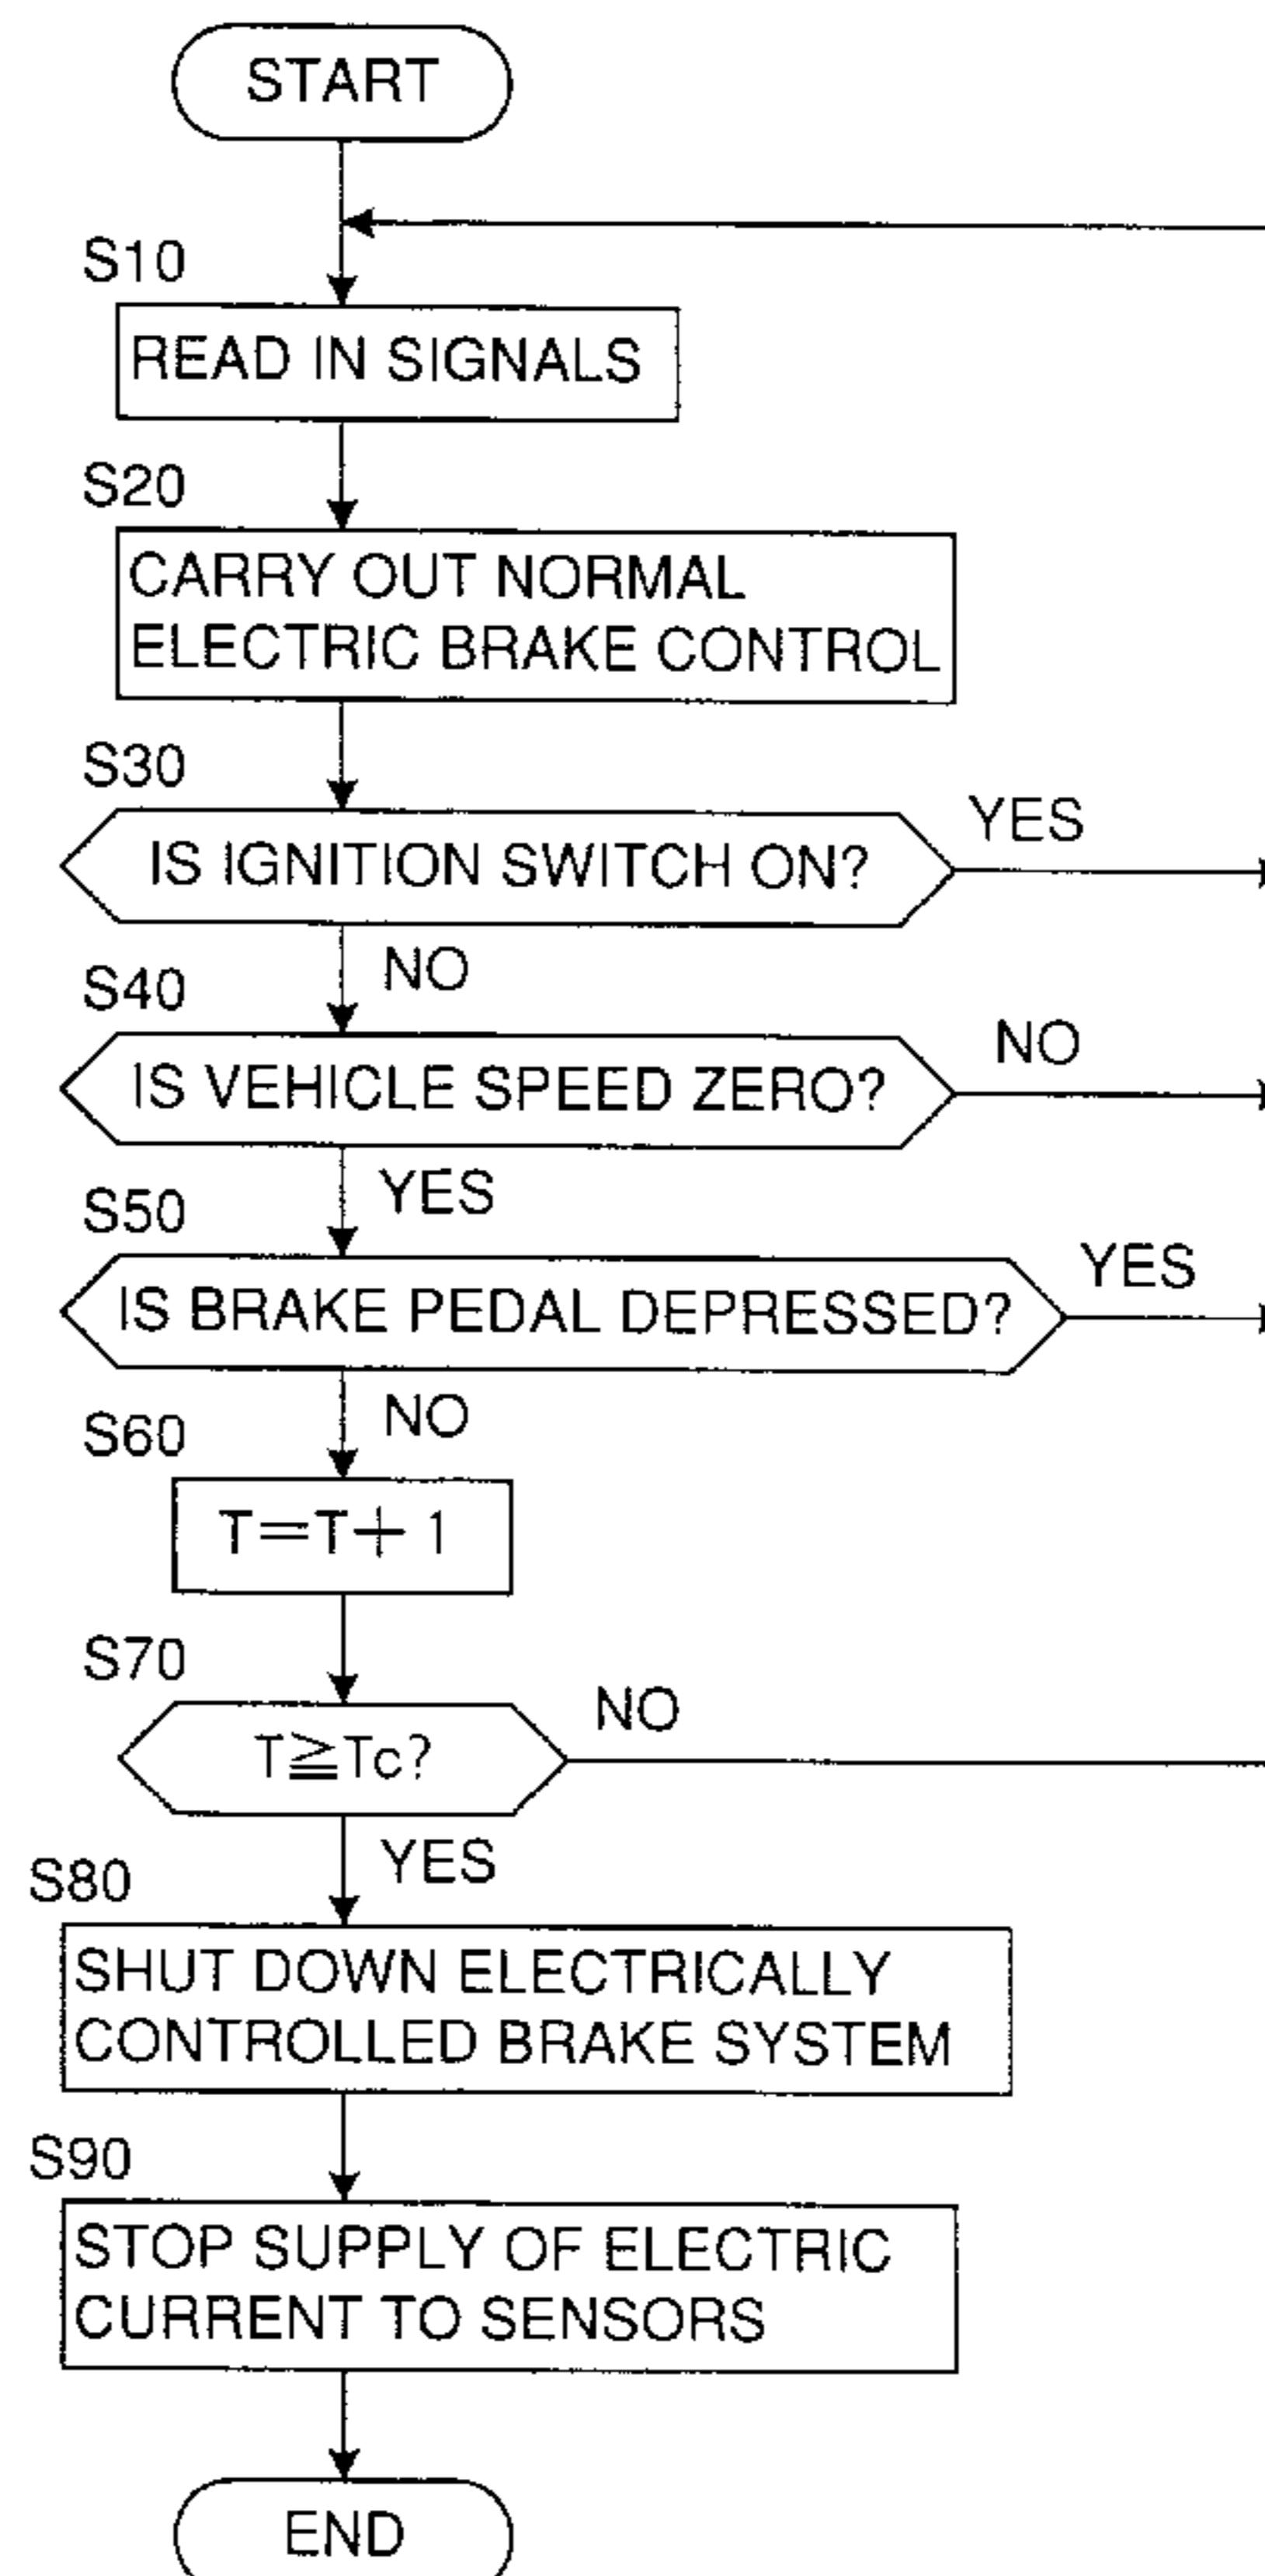 START
S10
READ IN SIGNALS
S20
CARRY OUT NORMAL
ELECTRIC BRAKE CONTROL
S30
IS IGNITION SWITCH ON?
YES
NO
S40
IS VEHICLE SPEED ZERO?
NO
YES
S50
IS BRAKE PEDAL DEPRESSED?
YES
NO
S60
T=T+1
S70
T≧Tc?
NO
YES
S80
SHUT DOWN ELECTRICALLY
CONTROLLED BRAKE SYSTEM
S90
STOP SUPPLY OF ELECTRIC
CURRENT TO SENSORS
END